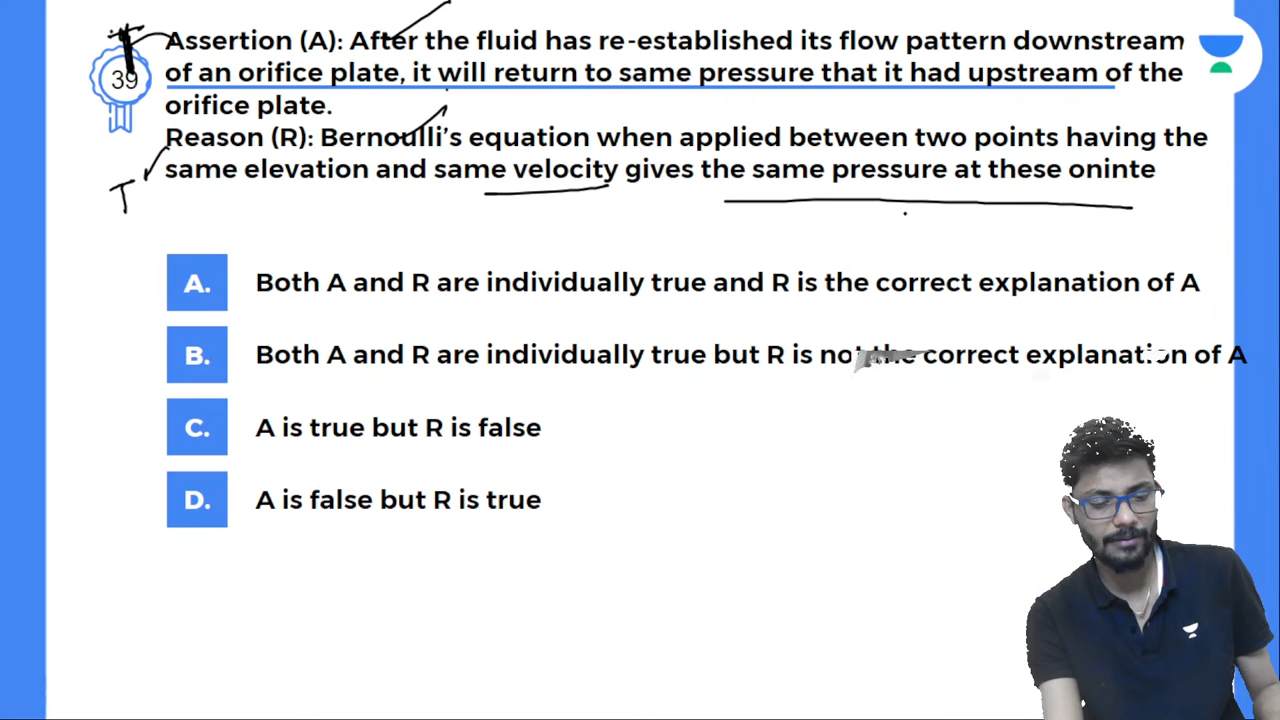 Assertion (A): After the fluid has re-established its flow pattern downstream
39 of an orifice plate, it will return to same pressure that it had upstream of the
orifice plate.
Reason (R): Bernoulli's equation when applied between two points having the
same elevation and same velocity gives the same pressure at these oninte
T
A. Both A and R are individually true and R is the correct explanation of A
B. Both A and R are individually true but R is not the correct explanation of A
C. A is true but R is false
D. A is false but R is true